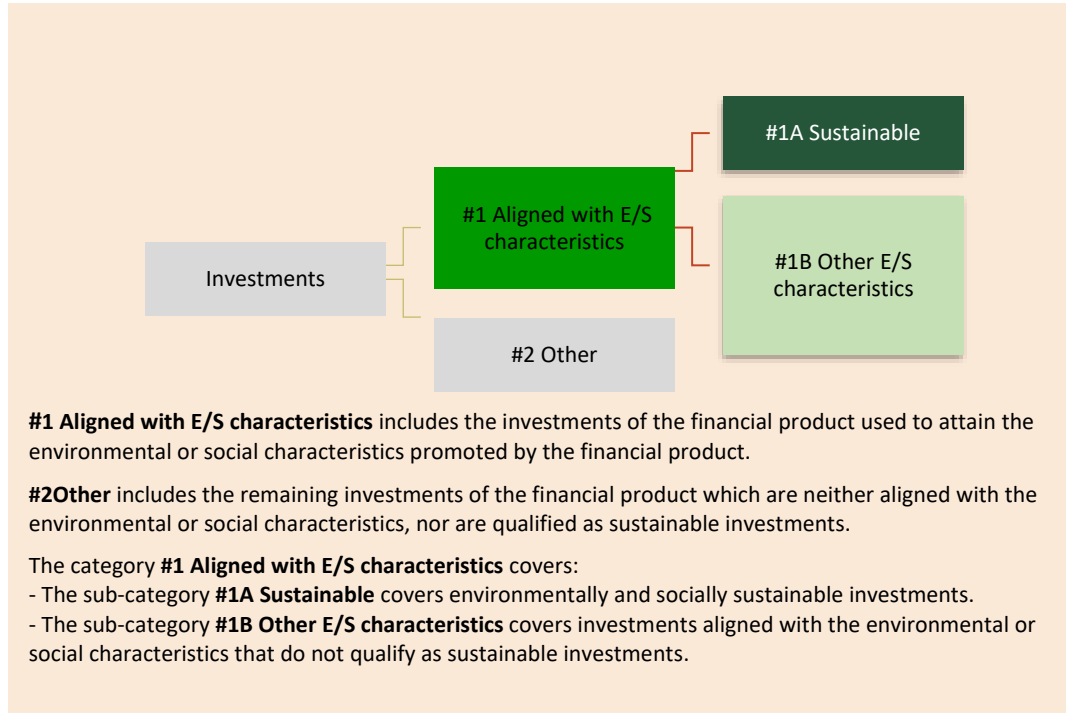 #1A Sustainable
#1 Aligned with E/S
characteristics
#1B Other E/S
characteristics
Investments
#2 Other
#1 Aligned with E/S characteristics includes the investments of the financial product used to attain the
environmental or social characteristics promoted by the financial product.
#2Other includes the remaining investments of the financial product which are neither aligned with the
environmental or social characteristics, nor are qualified as sustainable investments.
The category #1 Aligned with E/S characteristics covers:
- The sub-category #1A Sustainable covers environmentally and socially sustainable investments.
- The sub-category #1B Other E/S characteristics covers investments aligned with the environmental or
social characteristics that do not qualify as sustainable investments.